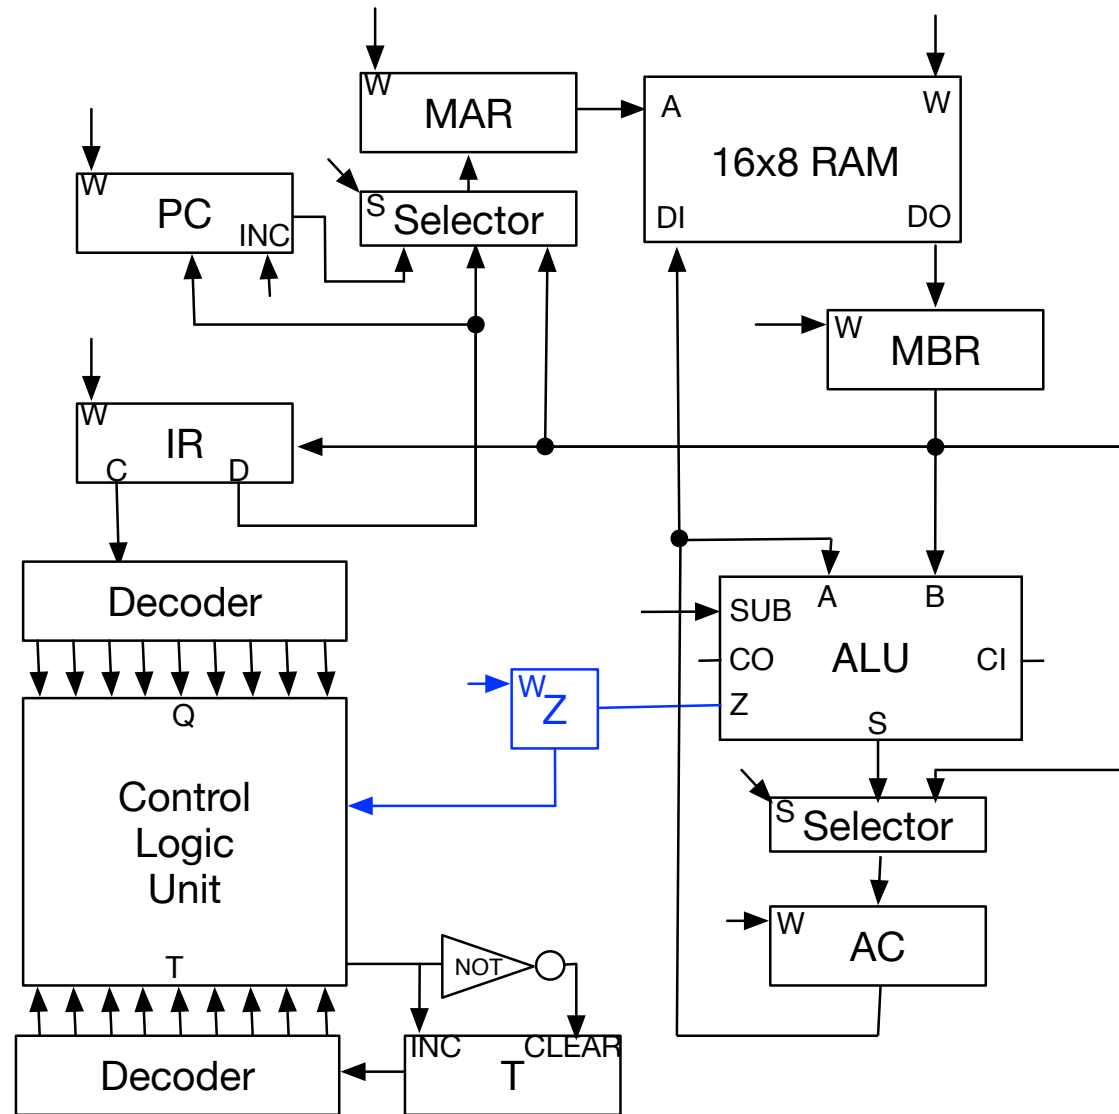 W
MAR
A
W
16x8 RAM
DI
DO
W
PC
INC
S
Selector
W
MBR
W
IR
C
D
Decoder
Q
Control
Logic
Unit
T
Decoder
W
Z
SUB
A
B
CO
ALU
CI
Z
S
S
Selector
W
AC
NOT
INC
CLEAR
T